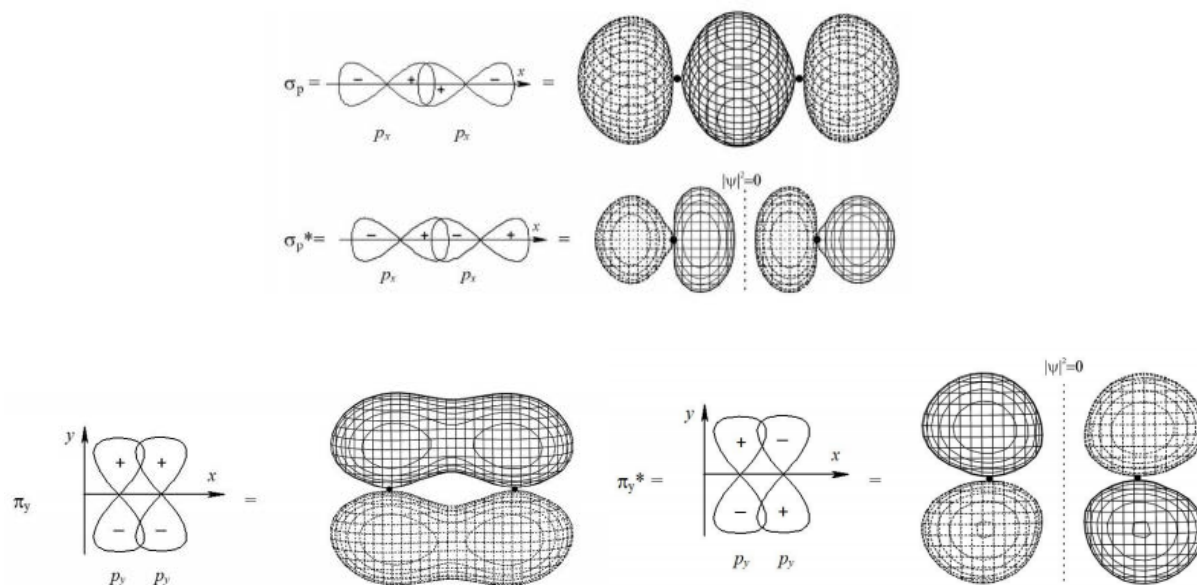 σp = − + + − x =
px px
|ψ|²=0
σp* = − + − + x =
px px
|ψ|²=0
y + + x
πy − − =
py py
y + − x
πy* = − + =
py py